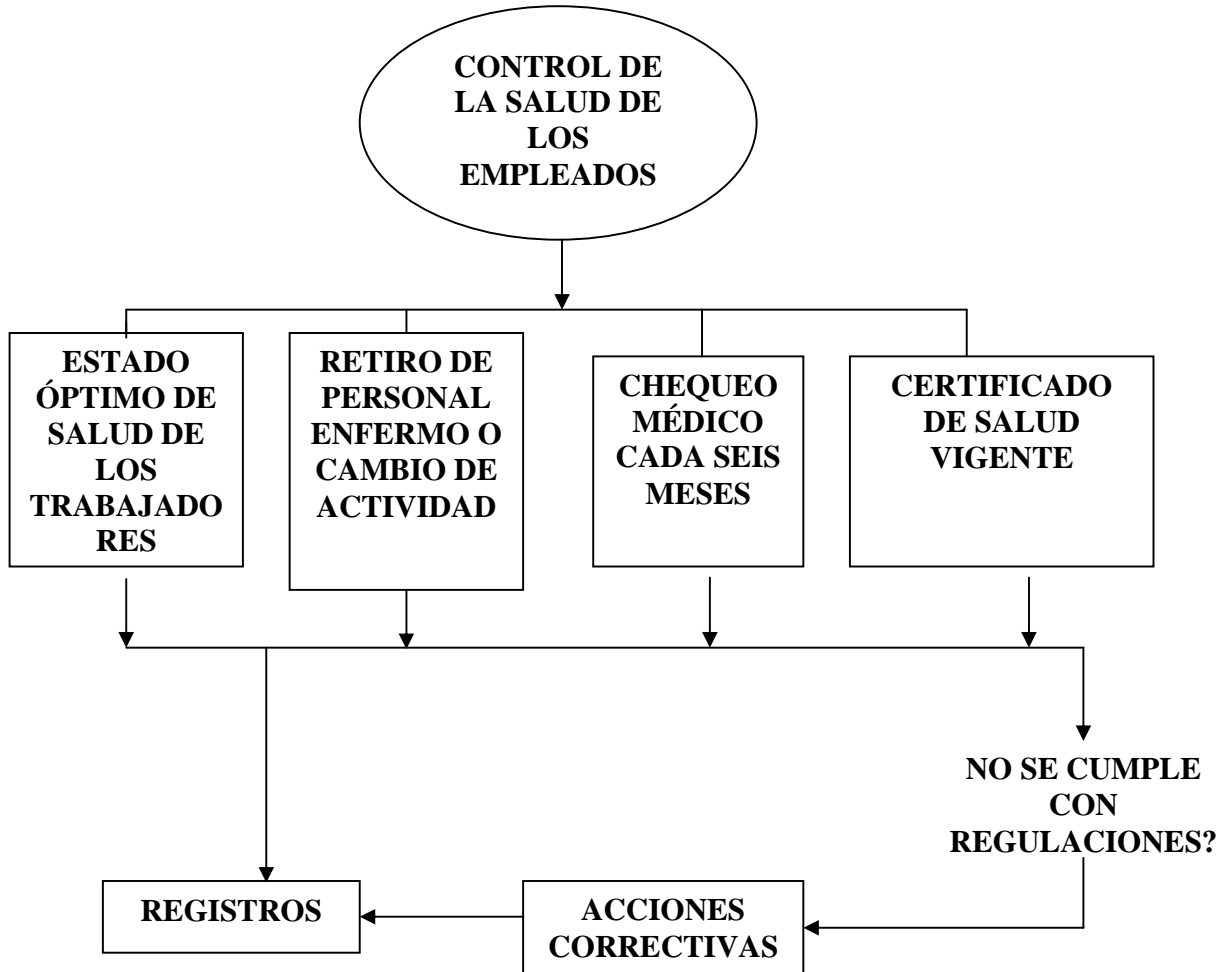 CONTROL DE
LA SALUD DE
LOS
EMPLEADOS
ESTADO
ÓPTIMO DE
SALUD DE
LOS
TRABAJADO
RES
RETIRO DE
PERSONAL
ENFERMO O
CAMBIO DE
ACTIVIDAD
CHEQUEO
MÉDICO
CADA SEIS
MESES
CERTIFICADO
DE SALUD
VIGENTE
NO SE CUMPLE
CON
REGULACIONES?
REGISTROS
ACCIONES
CORRECTIVAS